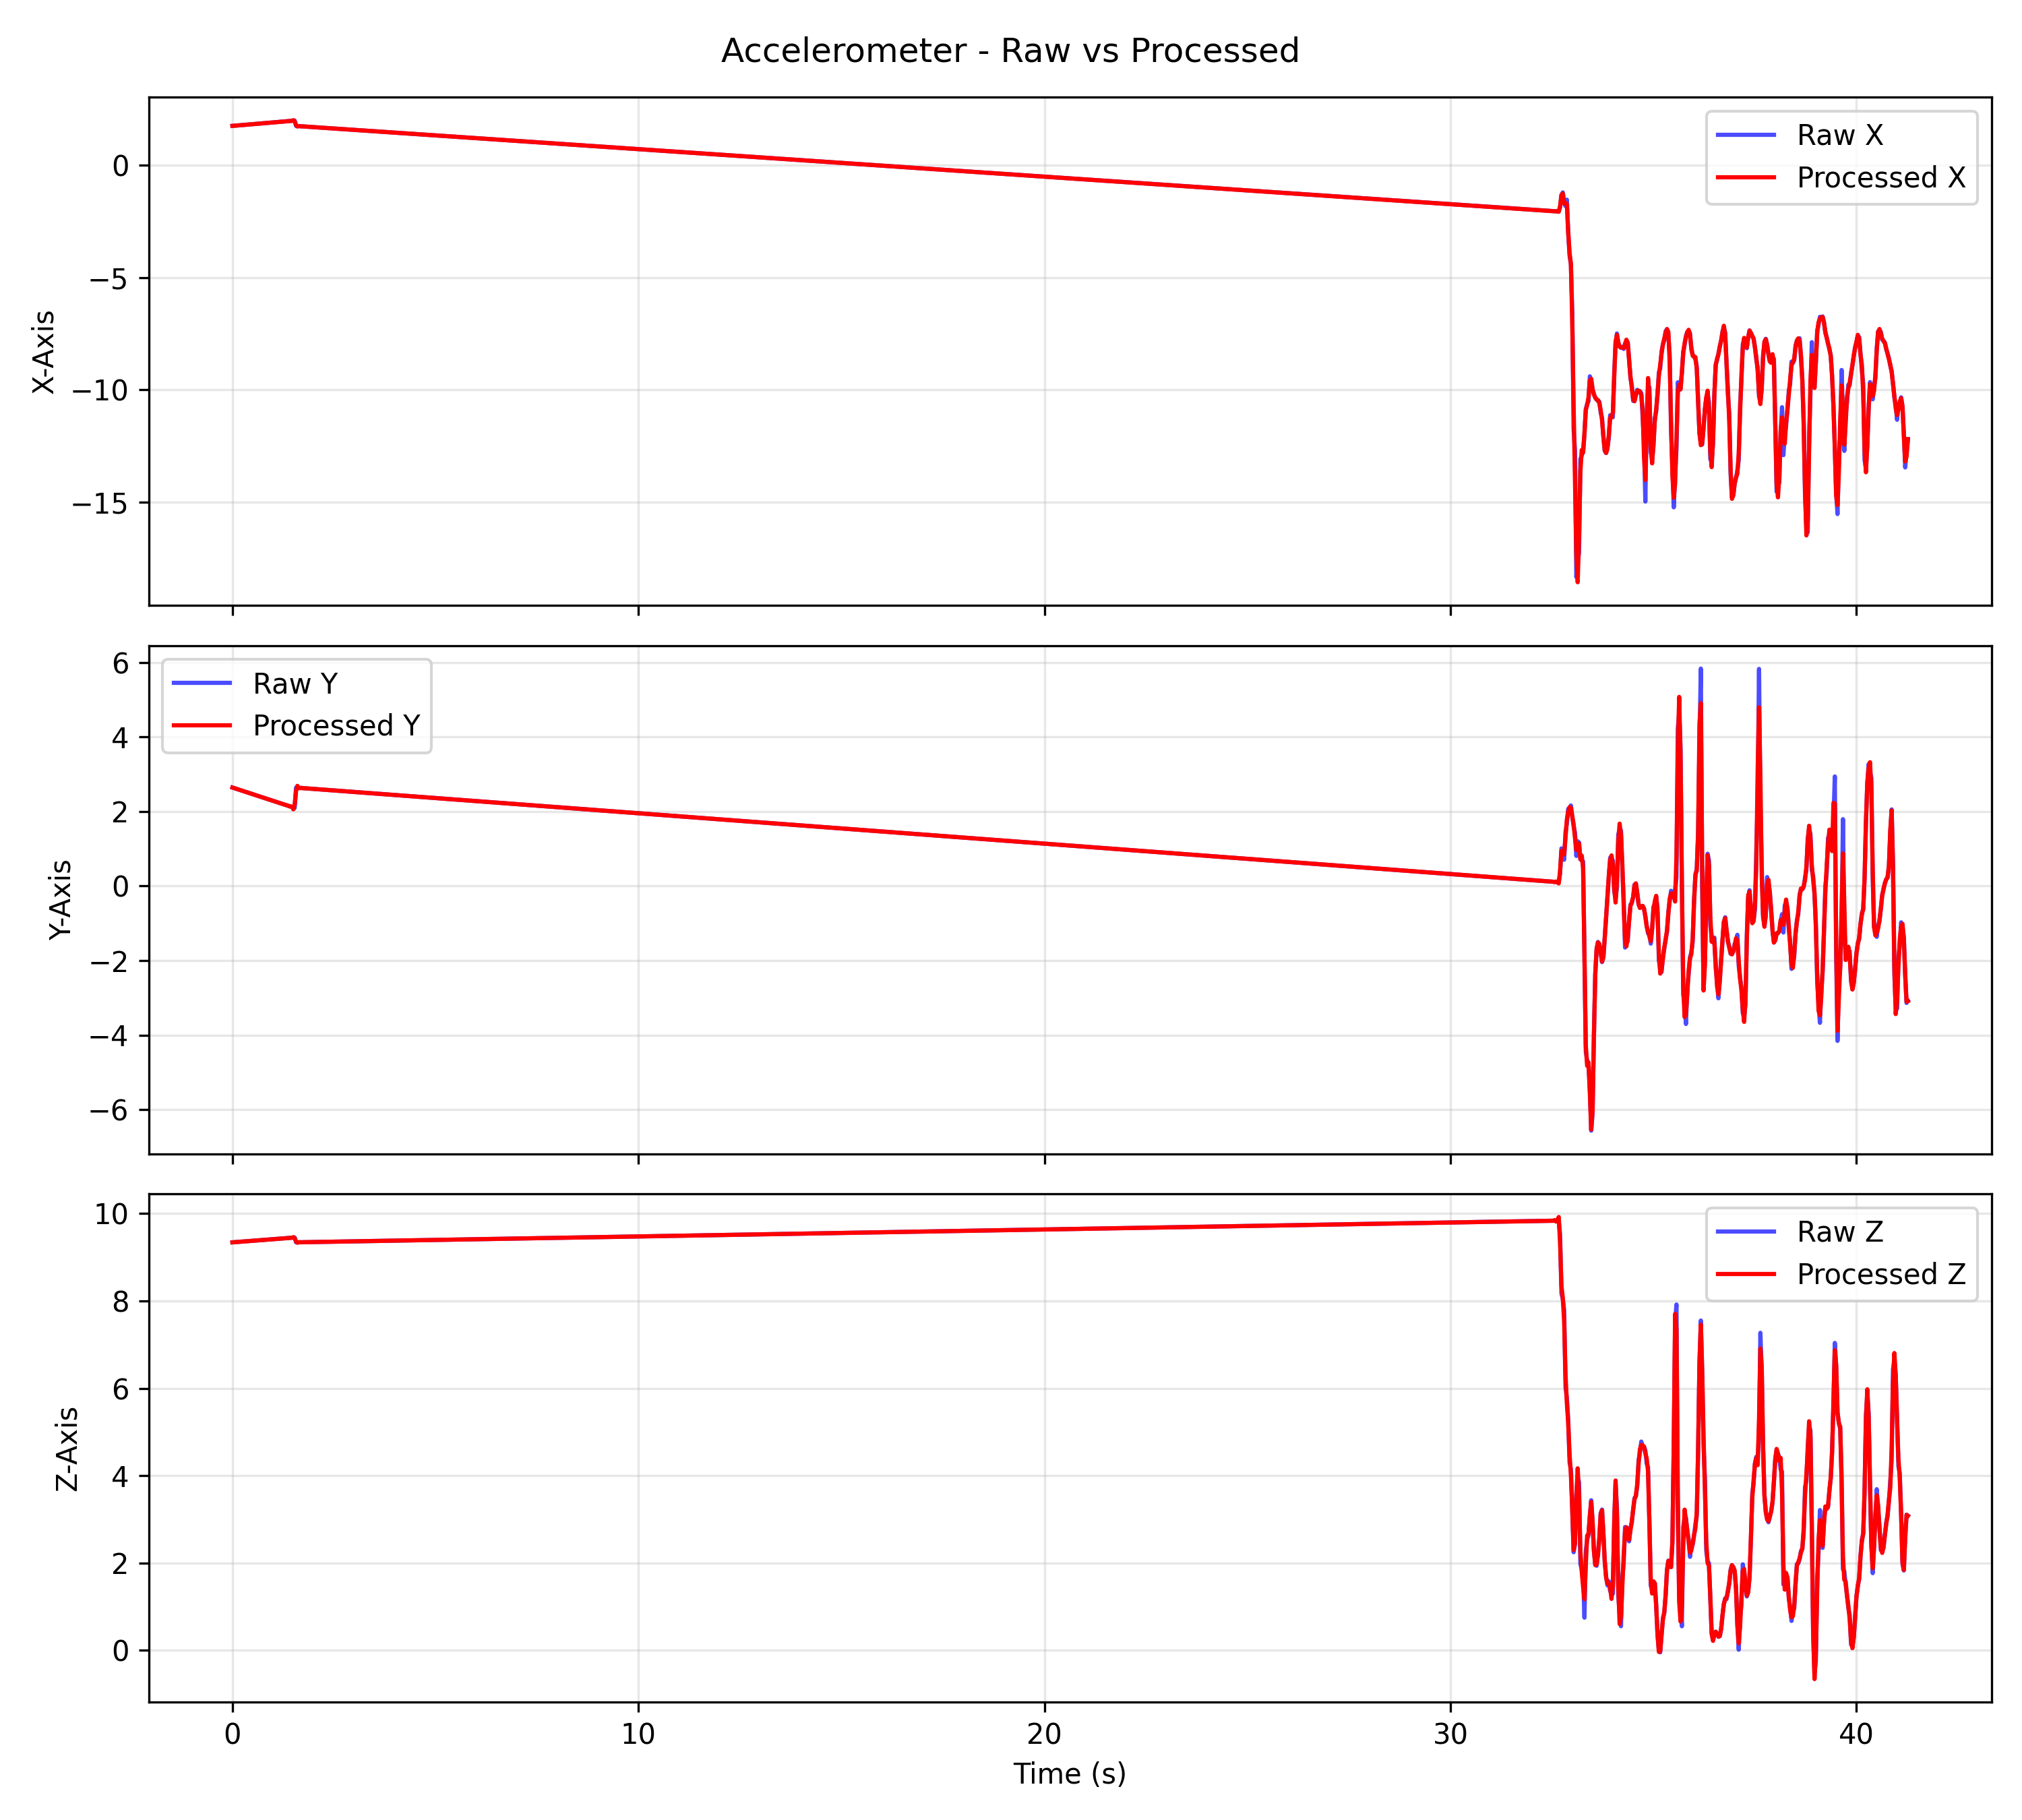 Accelerometer - Raw vs Processed
X-Axis
0
−5
−10
−15
Raw X
Processed X
Y-Axis
6
4
2
0
−2
−4
−6
Raw Y
Processed Y
Z-Axis
10
8
6
4
2
0
Raw Z
Processed Z
0 10 20 30 40
Time (s)